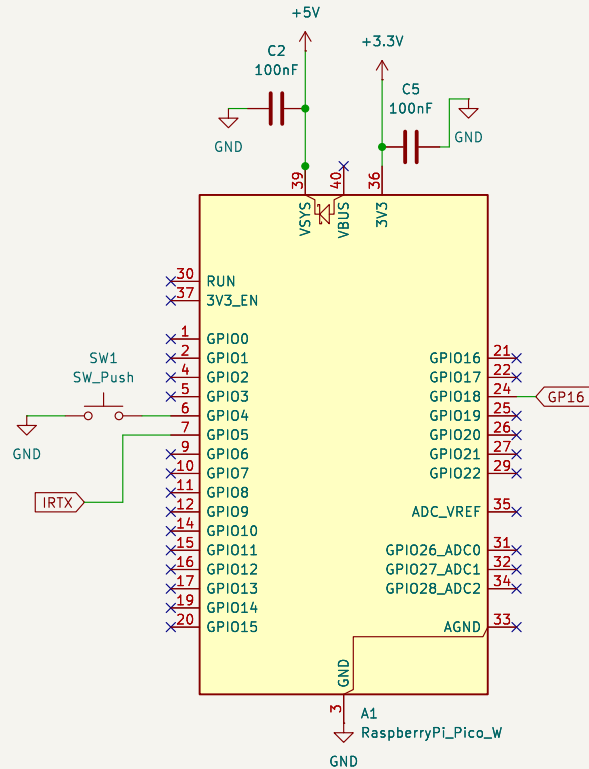 +5V
C2
100nF
+3.3V
C5
100nF
GND
GND
39
40
36
VSYS
VBUS
3V3
30 RUN
37 3V3_EN
1 GPIO0
2 GPIO1
4 GPIO2
5 GPIO3
6 GPIO4
7 GPIO5
9 GPIO6
10 GPIO7
11 GPIO8
12 GPIO9
14 GPIO10
15 GPIO11
16 GPIO12
17 GPIO13
19 GPIO14
20 GPIO15
SW1
SW_Push
GND
IRTX
GPIO16 21
GPIO17 22
GPIO18 24
GP16
GPIO19 25
GPIO20 26
GPIO21 27
GPIO22 29
ADC_VREF 35
GPIO26_ADC0 31
GPIO27_ADC1 32
GPIO28_ADC2 34
AGND 33
GND
3
A1
RaspberryPi_Pico_W
GND